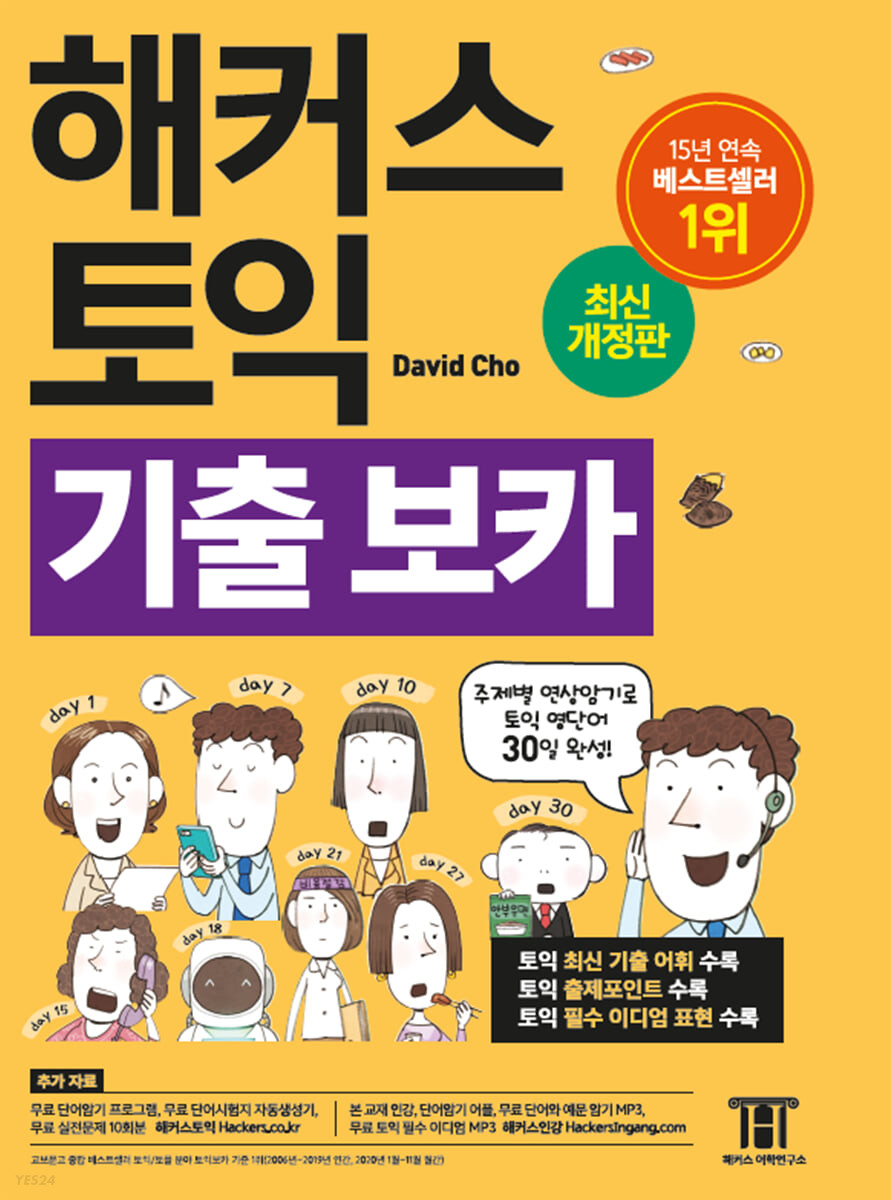 해커스
토익
David Cho
기출 보카
15년 연속
베스트셀러
1위
최신
개정판
day 1
day 7
day 10
주제별 연상암기로
토익 영단어
30일 완성!
day 30
day 21
day 27
day 18
day 15
토익 최신 기출 어휘 수록
토익 출제포인트 수록
토익 필수 이디엄 표현 수록
추가 자료
무료 단어암기 프로그램, 무료 단어시험지 자동생성기,
무료 실전문제 10회분 해커스토익 Hackers.co.kr
본 교재 인강, 단어암기 어플, 무료 단어와 예문 암기 MP3,
무료 토익 필수 이디엄 MP3 해커스인강 HackersIngang.com
해커스 어학연구소
교보문고 종합 베스트셀러 토익/토플 분야 토익보카 기준 1위(2006년~2019년 연간, 2020년 1월~11월 월간)
YES24